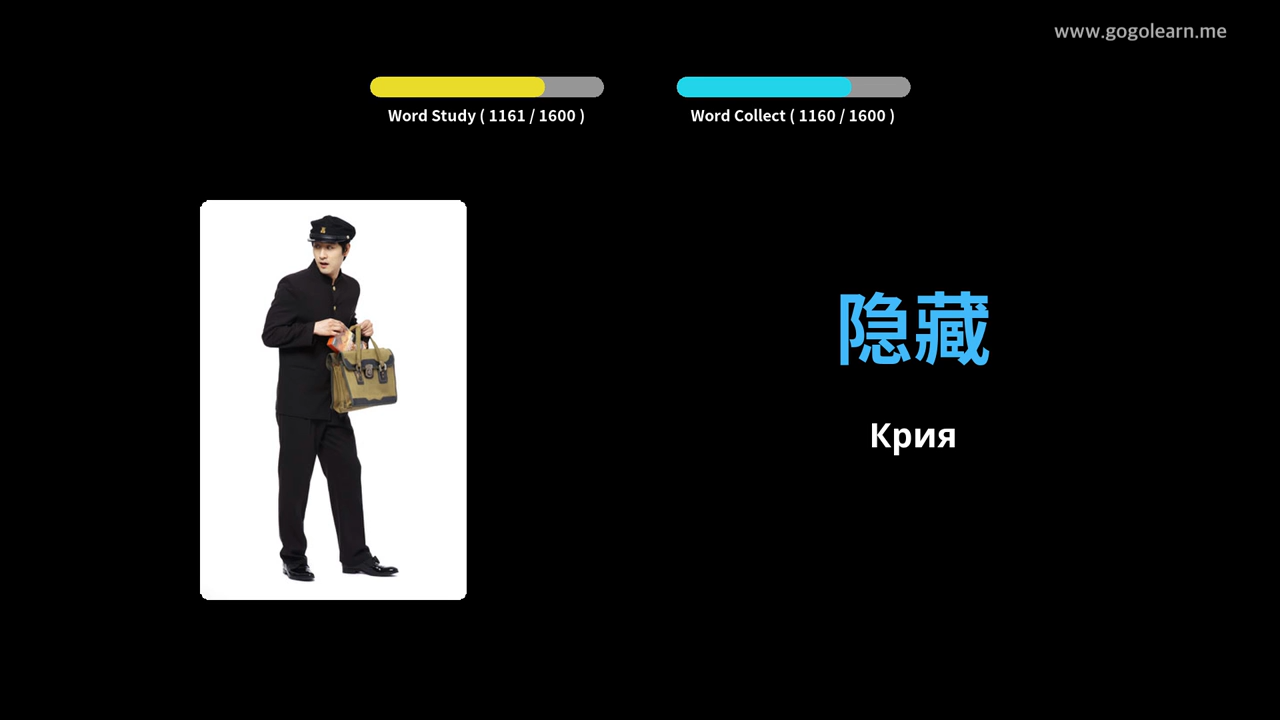 www.gogolearn.me
Word Study ( 1161 / 1600 )
Word Collect ( 1160 / 1600 )
隐藏
Крия